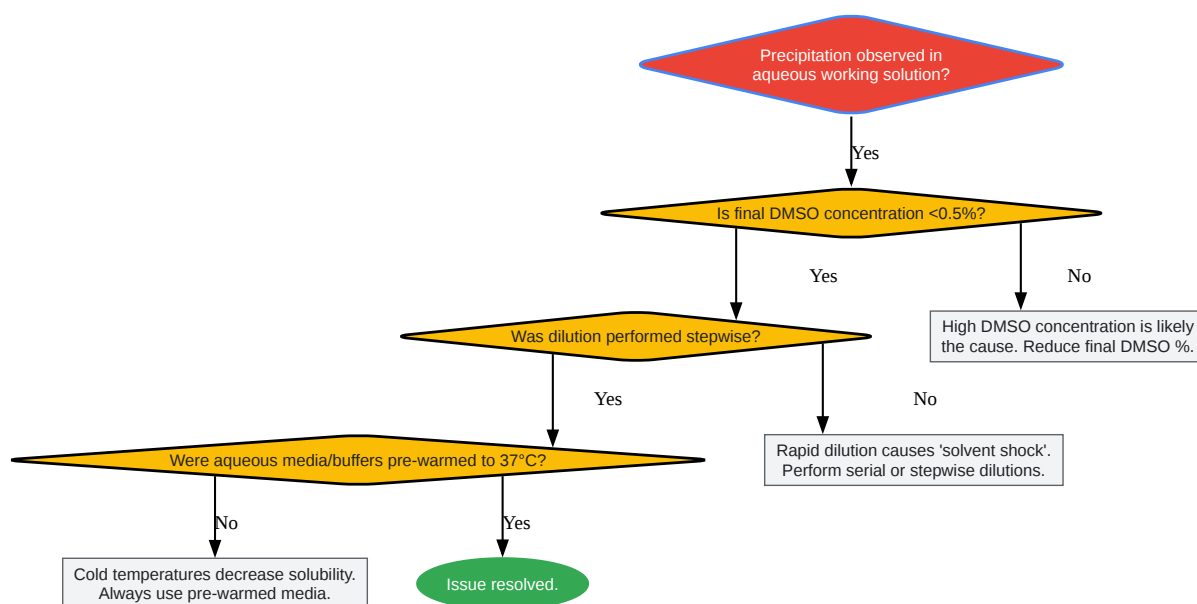 Precipitation observed in
aqueous working solution?
Yes
Is final DMSO concentration <0.5%?
Yes
No
High DMSO concentration is likely
the cause. Reduce final DMSO %.
Was dilution performed stepwise?
Yes
No
Rapid dilution causes 'solvent shock'.
Perform serial or stepwise dilutions.
Were aqueous media/buffers pre-warmed to 37°C?
No
Yes
Cold temperatures decrease solubility.
Always use pre-warmed media.
Issue resolved.